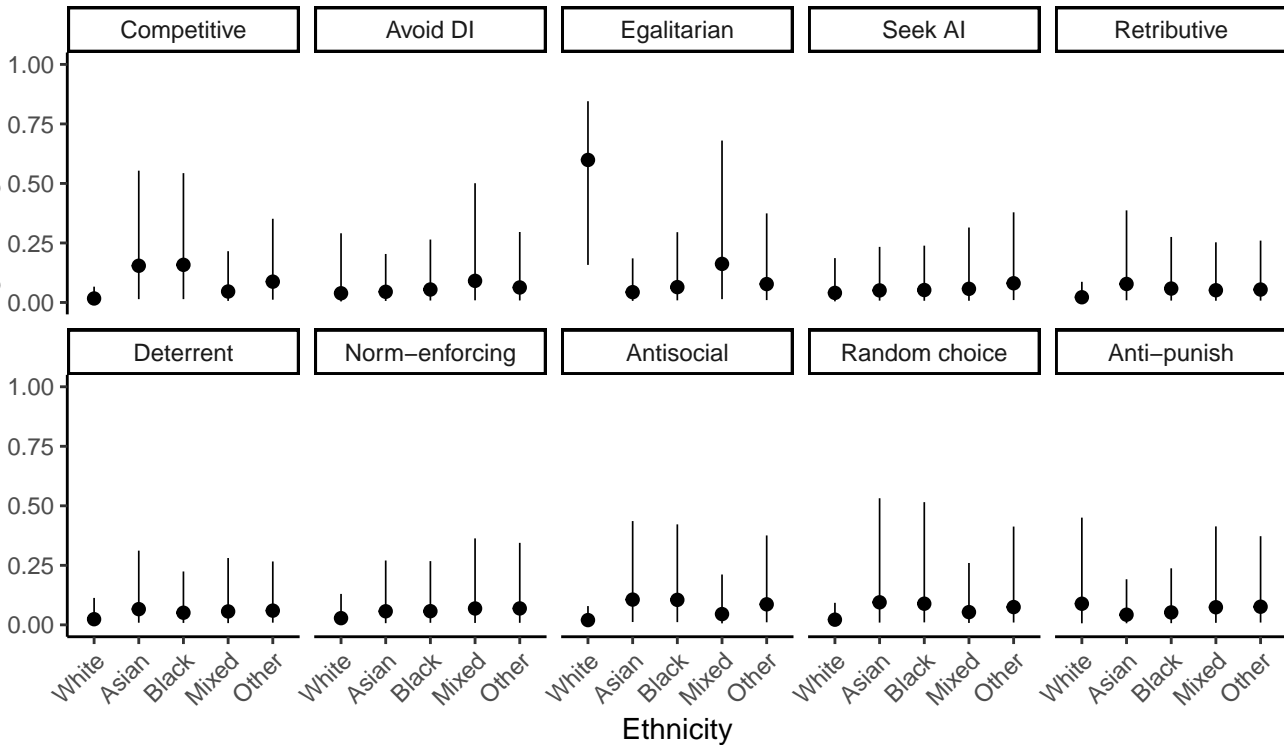 Competitive Avoid DI Egalitarian Seek AI Retributive
1.00
0.75
0.50
0.25
0.00
Deterrent Norm−enforcing Antisocial Random choice Anti−punish
1.00
0.75
0.50
0.25
0.00
White Asian Black Mixed Other White Asian Black Mixed Other White Asian Black Mixed Other White Asian Black Mixed Other White Asian Black Mixed Other
Ethnicity